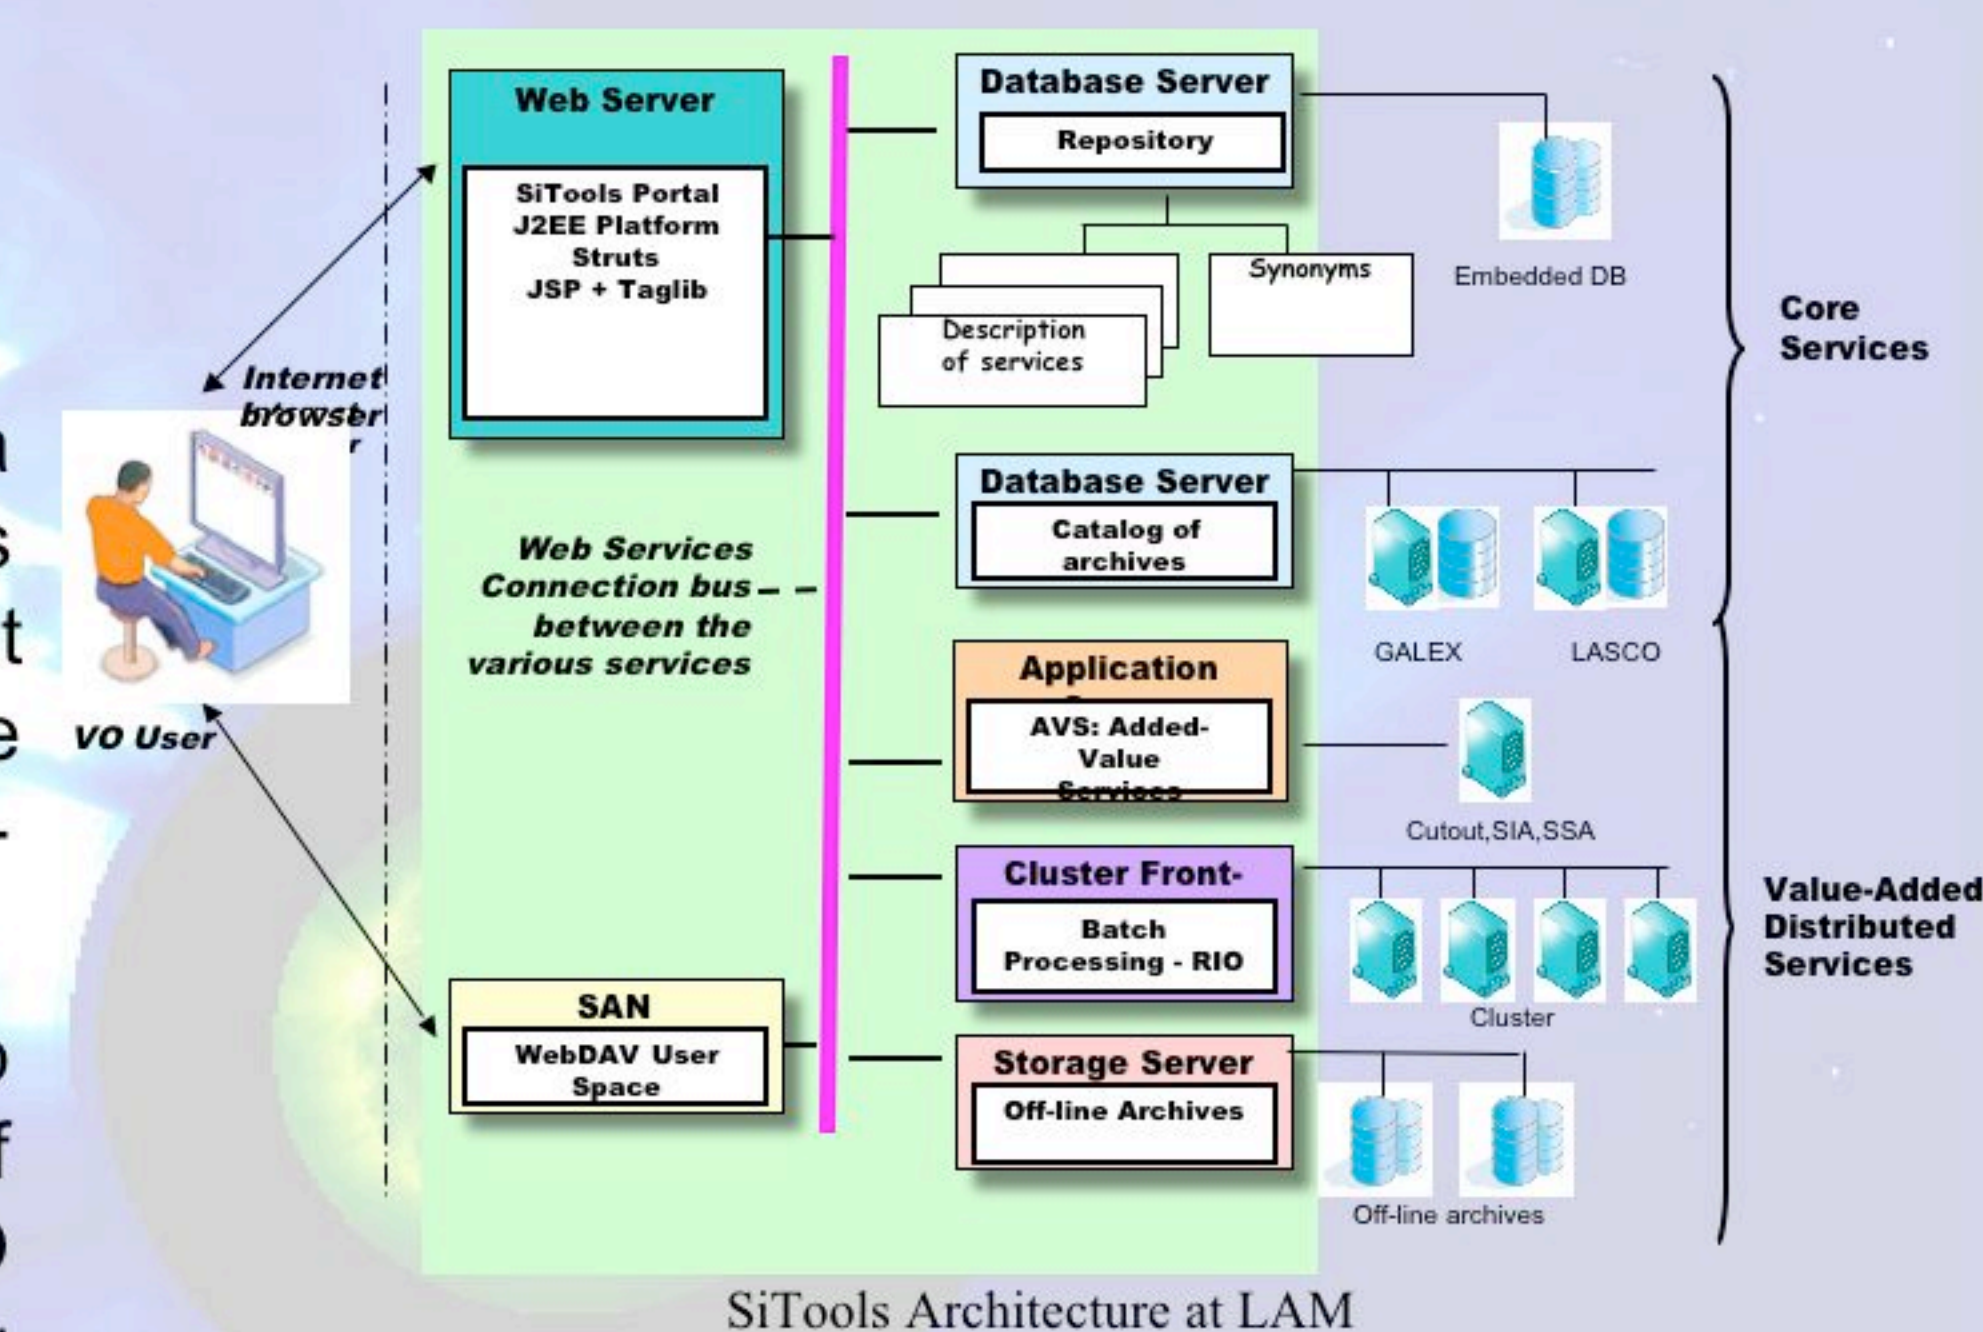 Web Server
SiTools Portal
J2EE Platform
Struts
JSP + Taglib
Internet
browser
r
VO User
Web Services
Connection bus
between the
various services
SAN
WebDAV User
Space
Database Server
Repository
Description
of services
Synonyms
Embedded DB
Database Server
Catalog of
archives
GALEX
LASCO
Application
AVS: Added-
Value
Services
Cutout,SIA,SSA
Cluster Front-
Batch
Processing - RIO
Cluster
Storage Server
Off-line Archives
Off-line archives
Core
Services
Value-Added
Distributed
Services
SiTools Architecture at LAM
a
s
t
e
-
f